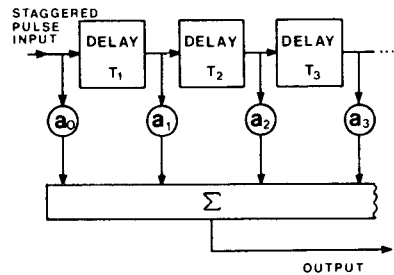 STAGGERED
PULSE
INPUT
DELAY
T₁
DELAY
T₂
DELAY
T₃
...
a₀
a₁
a₂
a₃
Σ
OUTPUT